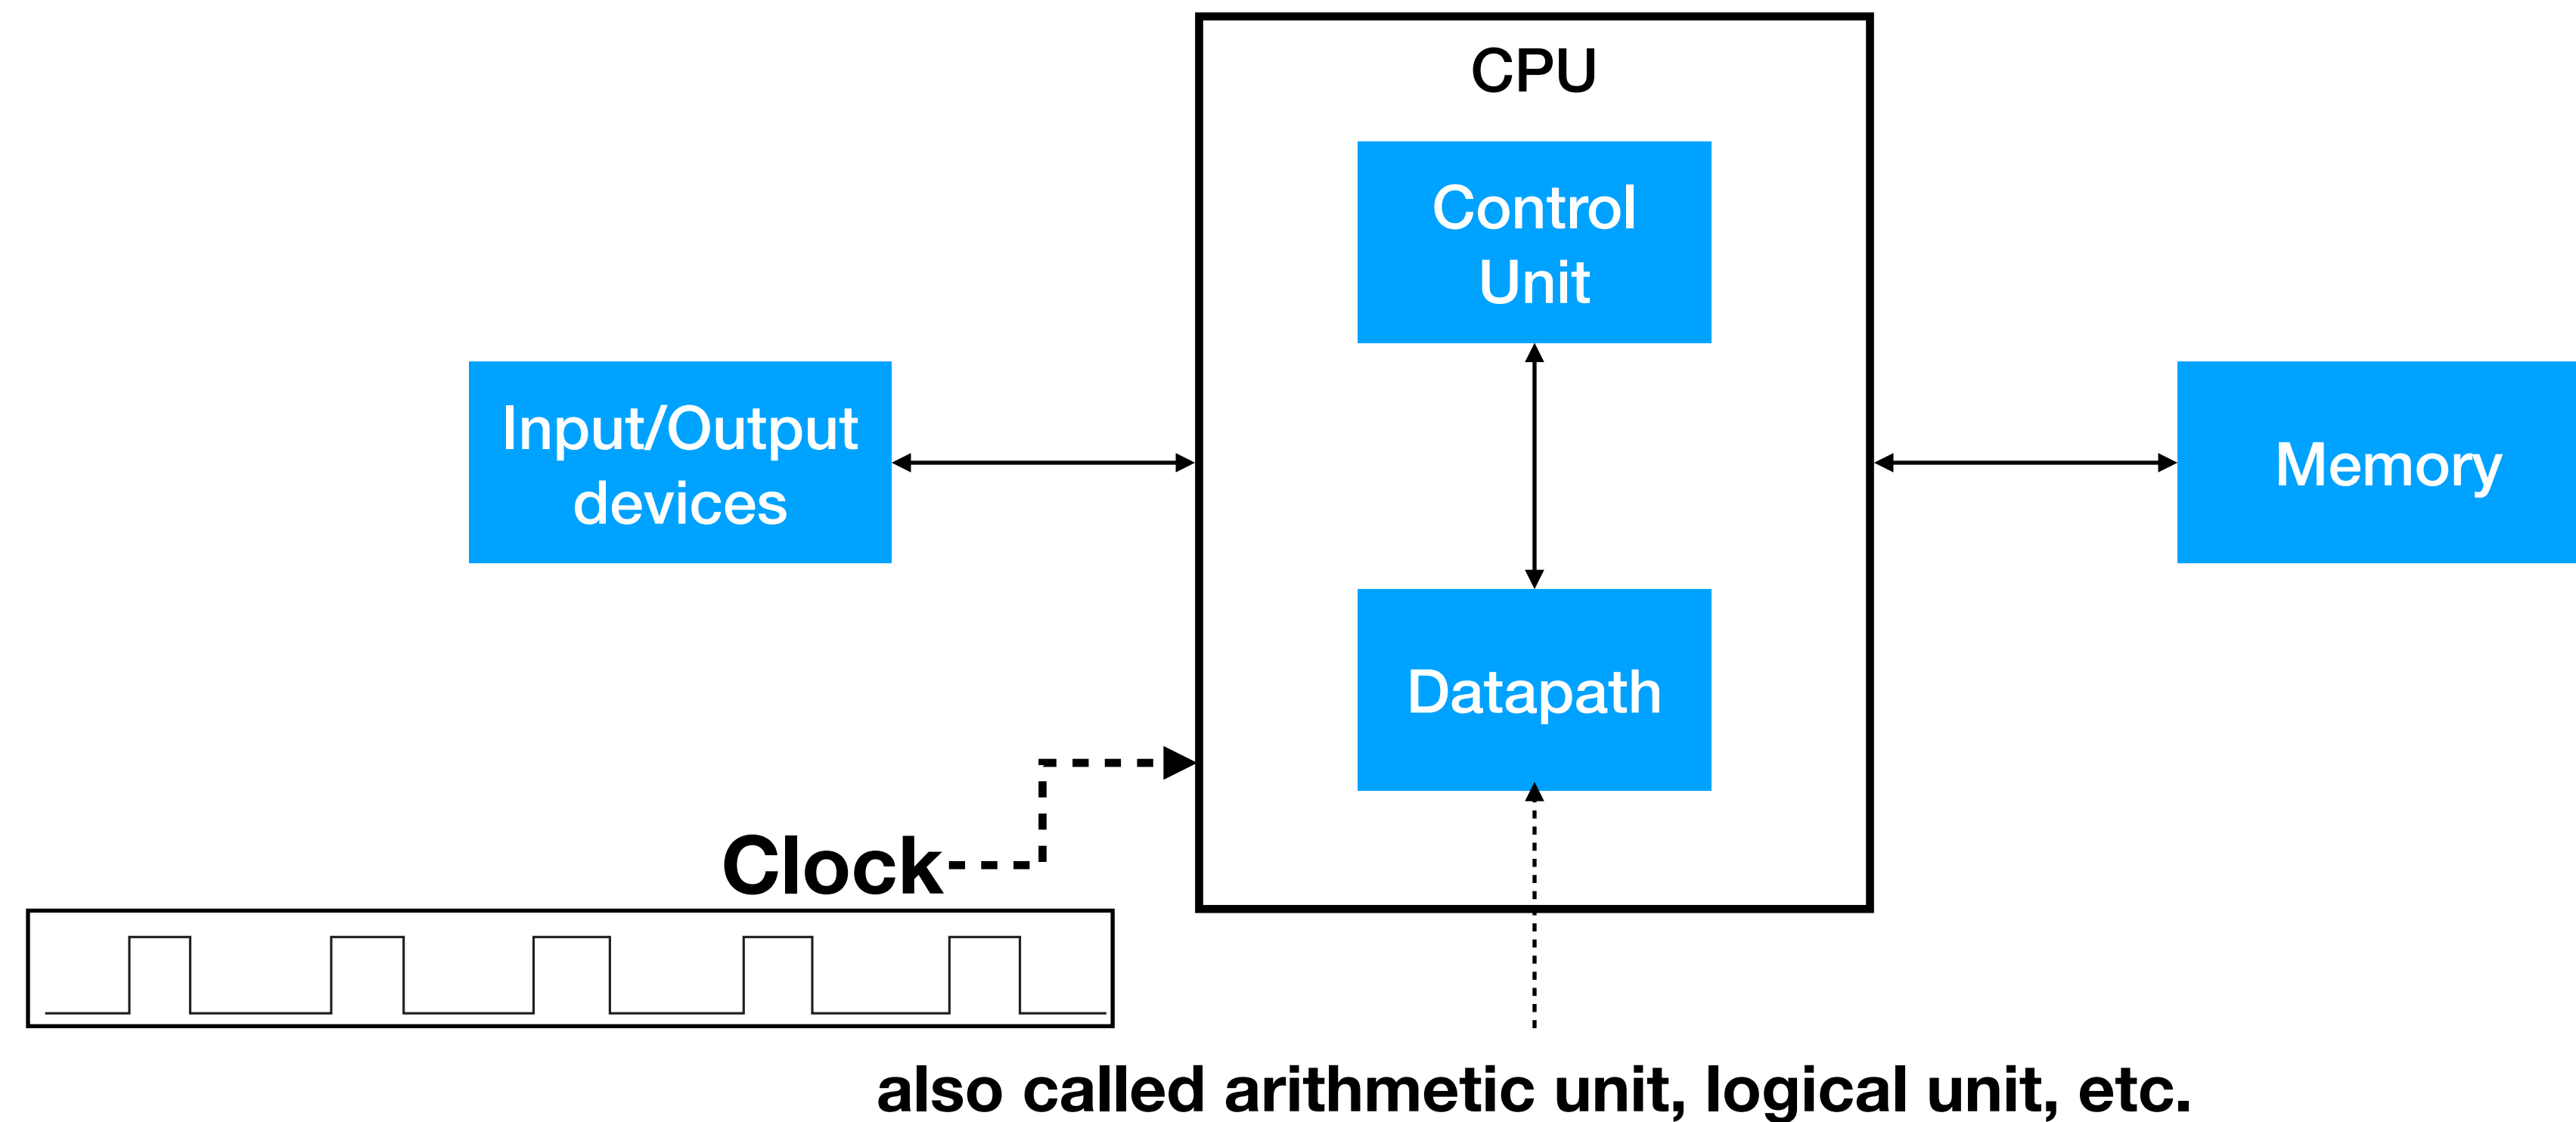 CPU
Control
Unit
Input/Output
devices
Memory
Datapath
Clock
also called arithmetic unit, logical unit, etc.